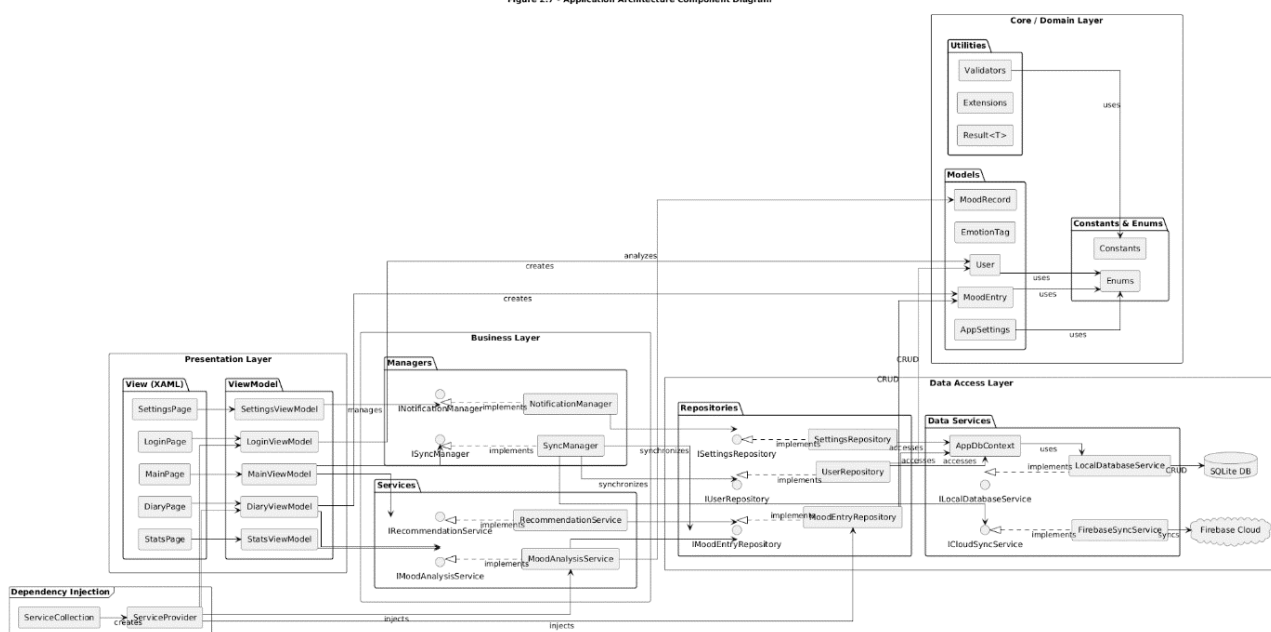 Figure 2.7 - Application Architecture Component Diagram
Core / Domain Layer
Utilities
Validators
Extensions
Result<T>
uses
Models
MoodRecord
EmotionTag
User
MoodEntry
AppSettings
Constants & Enums
Constants
Enums
uses
uses
uses
analyzes
creates
creates
CRUD
CRUD
Presentation Layer
View (XAML)
SettingsPage
LoginPage
MainPage
DiaryPage
StatsPage
ViewModel
SettingsViewModel
LoginViewModel
MainViewModel
DiaryViewModel
StatsViewModel
manages
Business Layer
Managers
INotificationManager
implements
NotificationManager
ISyncManager
implements
SyncManager
synchronizes
synchronizes
Services
IRecommendationService
implements
RecommendationService
IMoodAnalysisService
implements
MoodAnalysisService
Data Access Layer
Repositories
ISettingsRepository
implements
SettingsRepository
IUserRepository
implements
UserRepository
IMoodEntryRepository
implements
MoodEntryRepository
accesses
accesses
accesses
Data Services
AppDbContext
uses
LocalDatabaseService
implements
ILocalDatabaseService
ICloudSyncService
implements
FirebaseSyncService
CRUD
SQLite DB
syncs
Firebase Cloud
Dependency Injection
ServiceCollection
creates
ServiceProvider
injects
injects